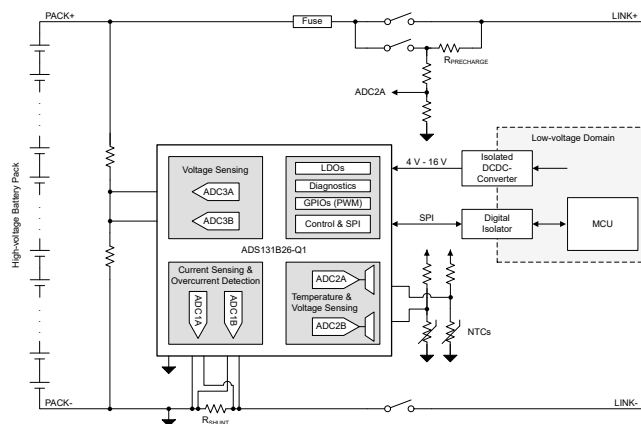 PACK+
Fuse
LINK+
RPRECHARGE
ADC2A
High-voltage Battery Pack
Low-voltage Domain
Voltage Sensing
ADC3A
ADC3B
LDOs
Diagnostics
GPIOs (PWM)
Control & SPI
4 V - 16 V
Isolated
DCDC-
Converter
SPI
Digital
Isolator
MCU
ADS131B26-Q1
Current Sensing &
Overcurrent Detection
ADC1A
ADC1B
ADC2A
Temperature &
Voltage Sensing
ADC2B
NTCs
PACK-
RSHUNT
LINK-